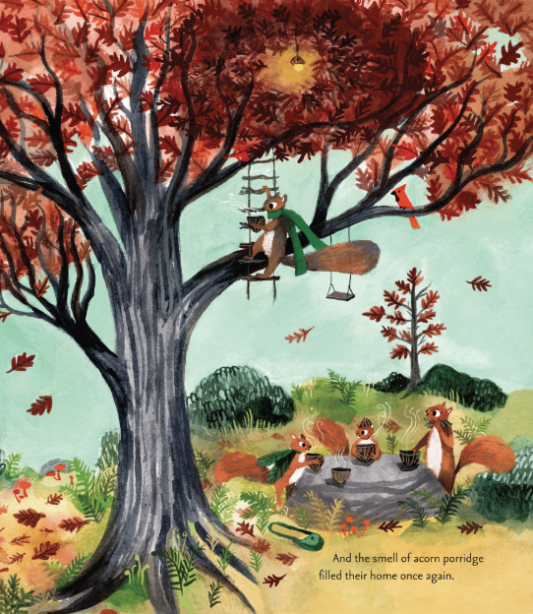 And the smell of acorn porridge
filled their home once again.